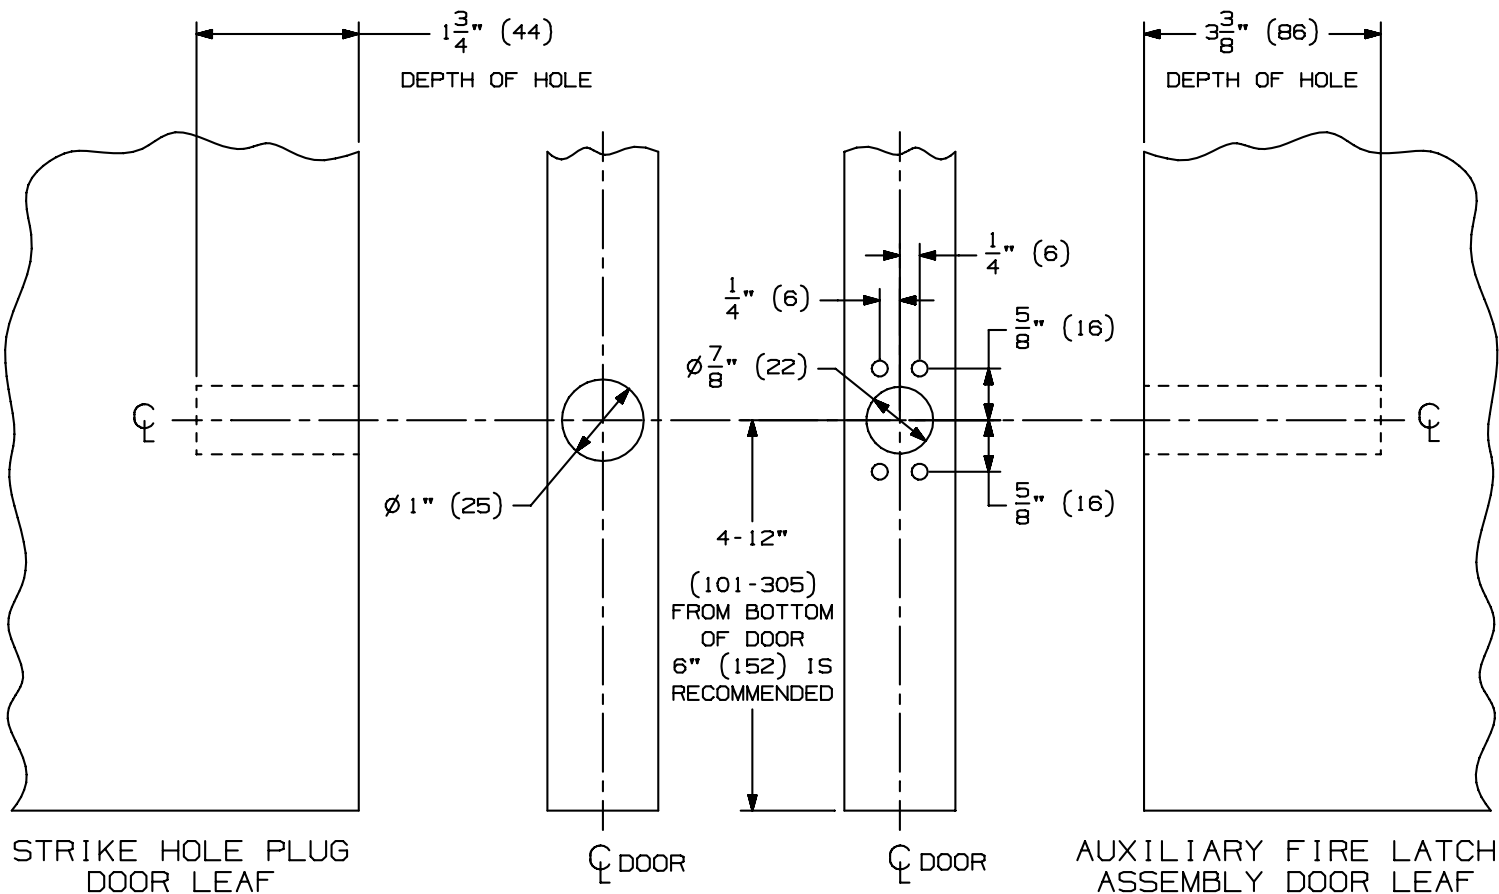 1 3/4" (44)
DEPTH OF HOLE
3 3/8" (86)
DEPTH OF HOLE
1/4" (6)
1/4" (6)
5/8" (16)
Ø 7/8" (22)
℄
℄
Ø 1" (25)
5/8" (16)
4-12"
(101-305)
FROM BOTTOM
OF DOOR
6" (152) IS
RECOMMENDED
STRIKE HOLE PLUG
DOOR LEAF
℄ DOOR
℄ DOOR
AUXILIARY FIRE LATCH
ASSEMBLY DOOR LEAF